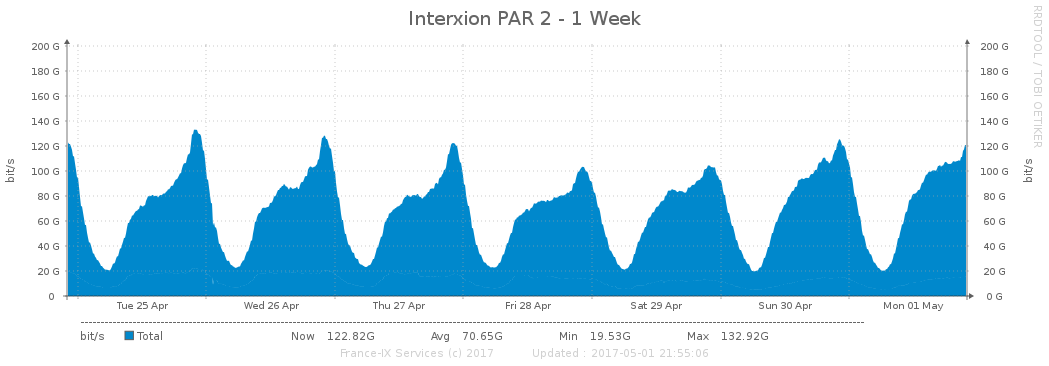 Interxion PAR 2 - 1 Week
RRDTOOL / TOBI OETIKER
200 G 200 G
180 G 180 G
160 G 160 G
140 G 140 G
120 G 120 G
100 G 100 G
80 G 80 G
60 G 60 G
40 G 40 G
20 G 20 G
0 0 G
bit/s
bit/s
Tue 25 Apr Wed 26 Apr Thu 27 Apr Fri 28 Apr Sat 29 Apr Sun 30 Apr Mon 01 May
bit/s Total Now 122.82G Avg 70.65G Min 19.53G Max 132.92G
France-IX Services (c) 2017 Updated : 2017-05-01 21:55:06